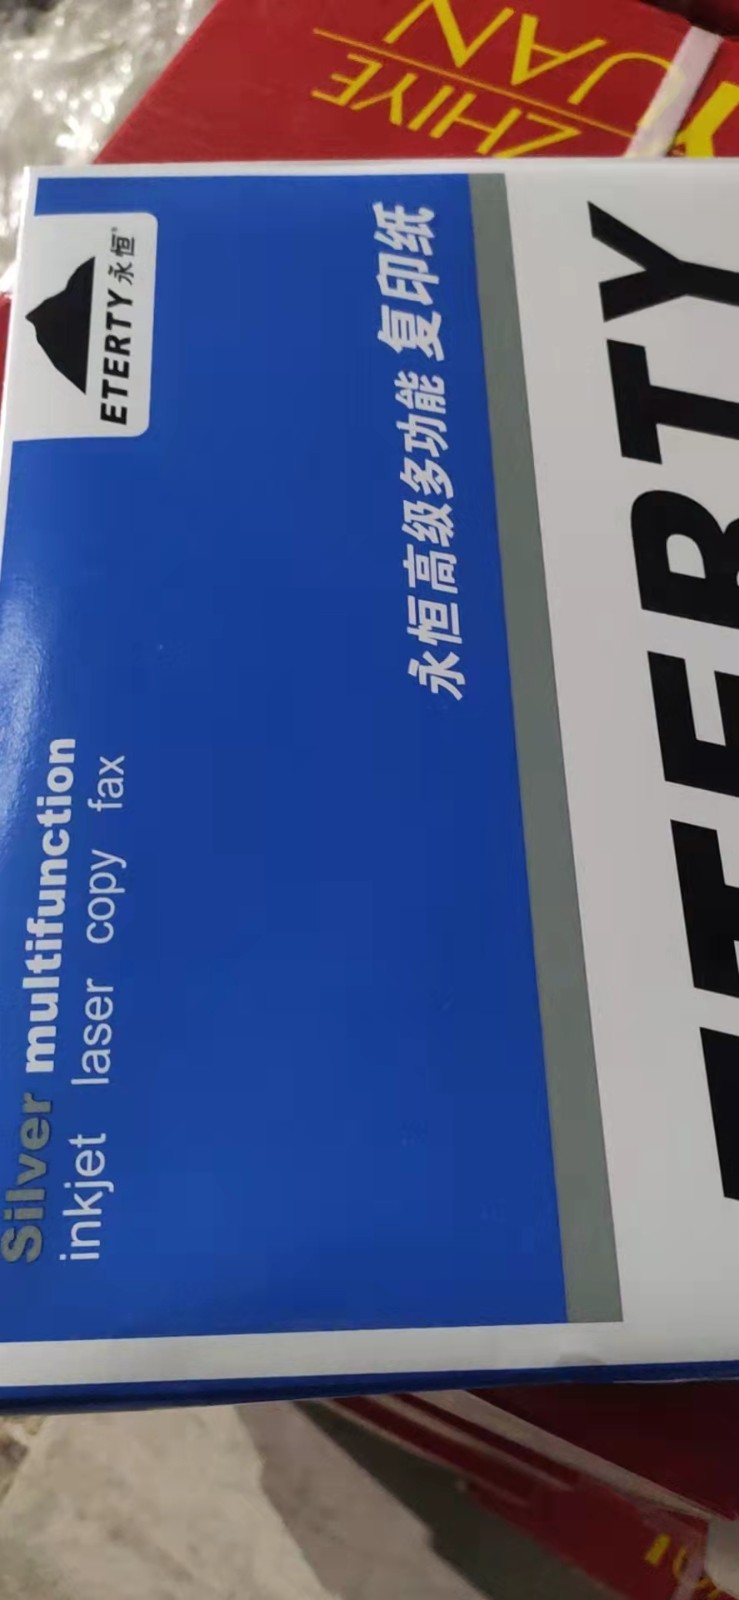 ETERTY 永恒®
Silver multifunction
inkjet laser copy fax
永恒高级多功能 复印纸
ETERTY
YUAN
ZHIYE